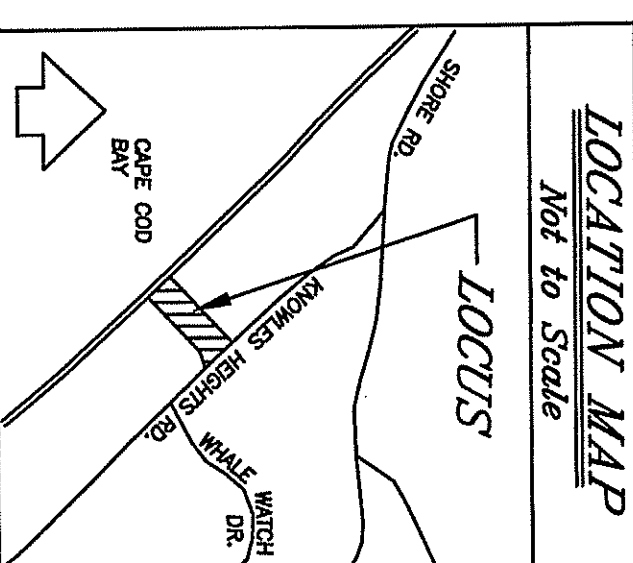 LOCATION MAP
Not to Scale
SHORE RD.
LOCUS
KNOWLES HEIGHTS RD.
CAPE COD
BAY
WHALE WATCH
DR.